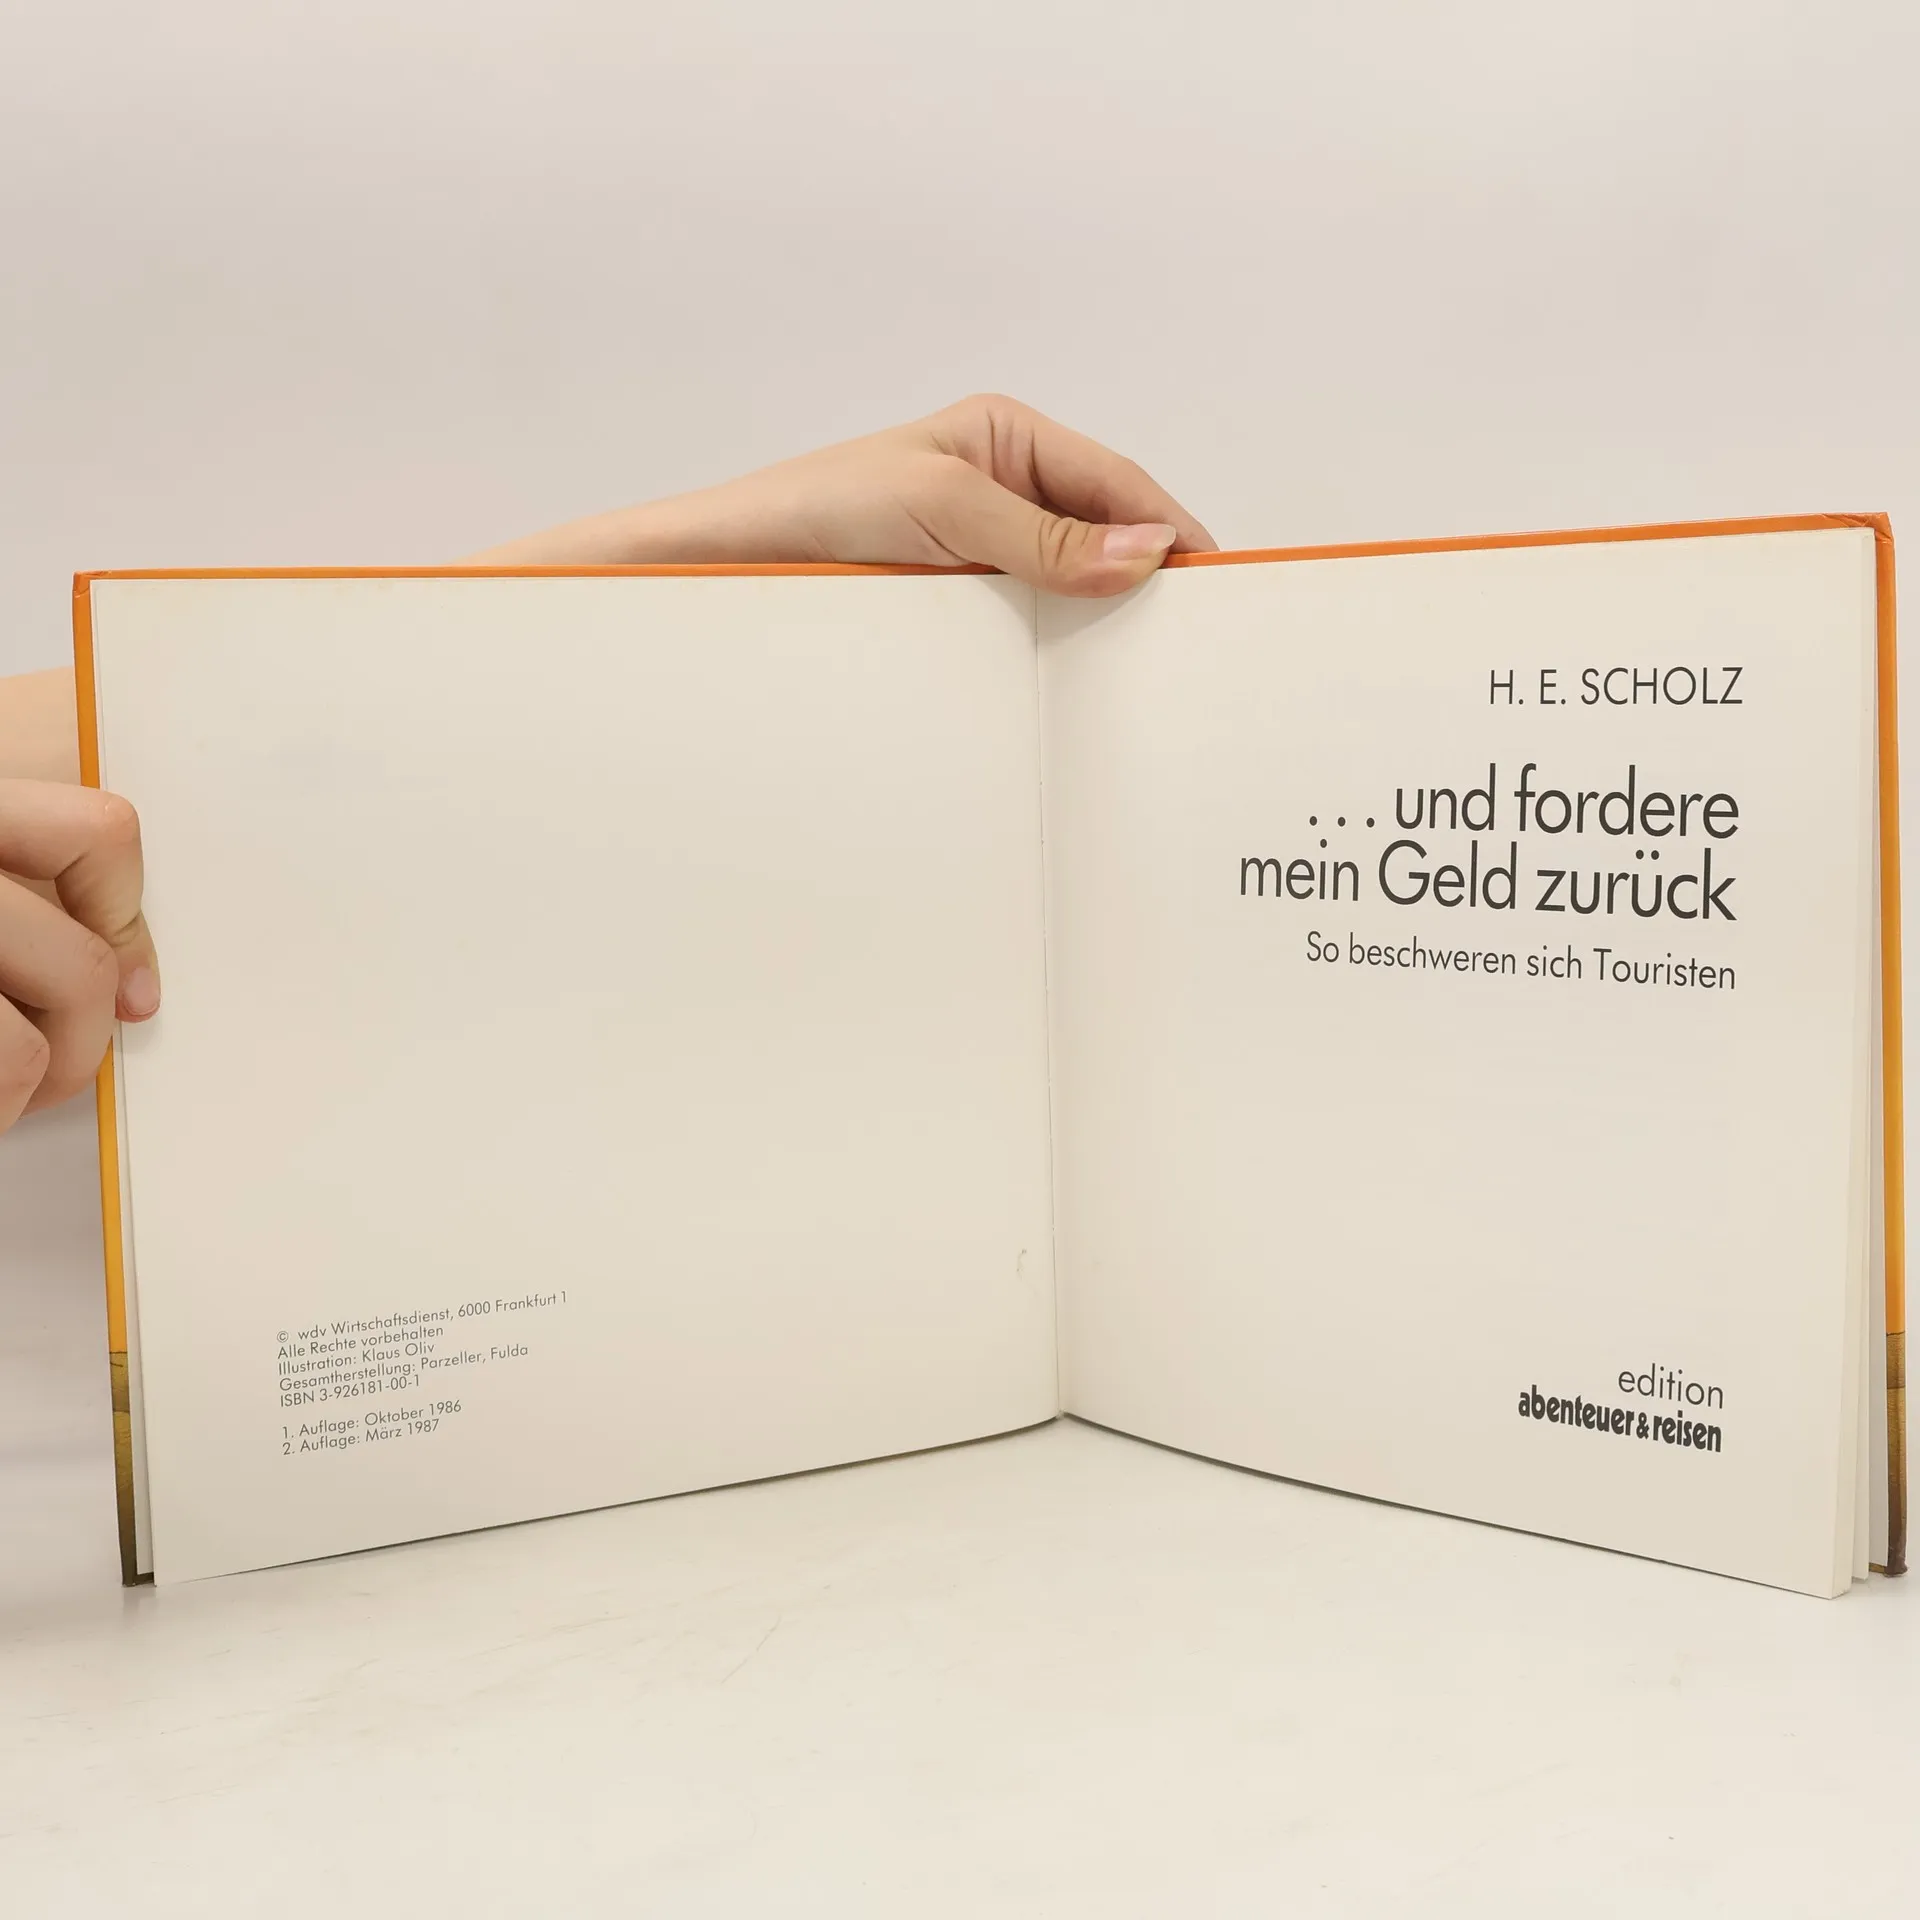 © wdv Wirtschaftsdienst, 6000 Frankfurt 1
Alle Rechte vorbehalten
Illustration: Klaus Oliv
Gesamtherstellung: Parzeller, Fulda
ISBN 3-926181-00-1
1. Auflage: Oktober 1986
2. Auflage: März 1987
H. E. SCHOLZ
... und fordere
mein Geld zurück
So beschweren sich Touristen
edition
abenteuer & reisen